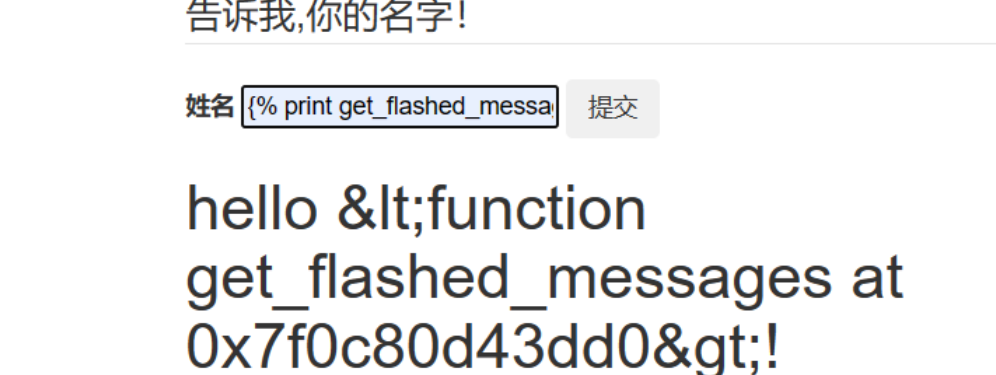 告诉我,你的名字!
姓名 {% print get_flashed_messa 提交
hello &lt;function
get_flashed_messages at
0x7f0c80d43dd0&gt;!